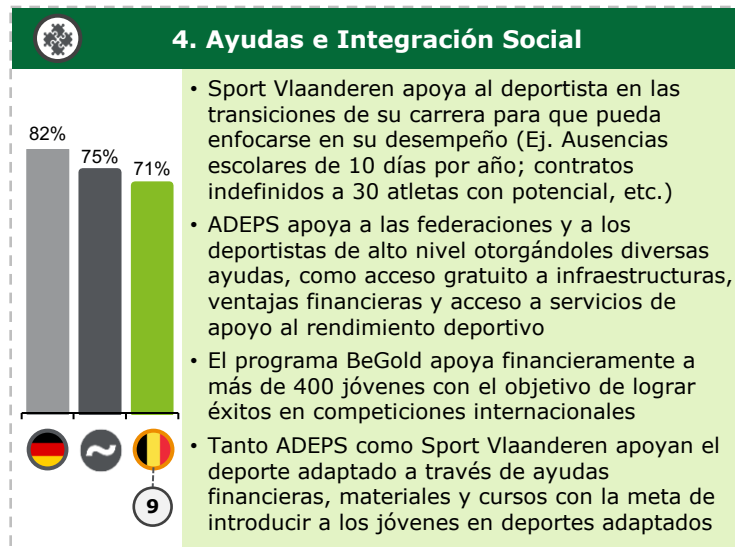 4. Ayudas e Integración Social
82%
75%
71%
9
• Sport Vlaanderen apoya al deportista en las
transiciones de su carrera para que pueda
enfocarse en su desempeño (Ej. Ausencias
escolares de 10 días por año; contratos
indefinidos a 30 atletas con potencial, etc.)
• ADEPS apoya a las federaciones y a los
deportistas de alto nivel otorgándoles diversas
ayudas, como acceso gratuito a infraestructuras,
ventajas financieras y acceso a servicios de
apoyo al rendimiento deportivo
• El programa BeGold apoya financieramente a
más de 400 jóvenes con el objetivo de lograr
éxitos en competiciones internacionales
• Tanto ADEPS como Sport Vlaanderen apoyan el
deporte adaptado a través de ayudas
financieras, materiales y cursos con la meta de
introducir a los jóvenes en deportes adaptados